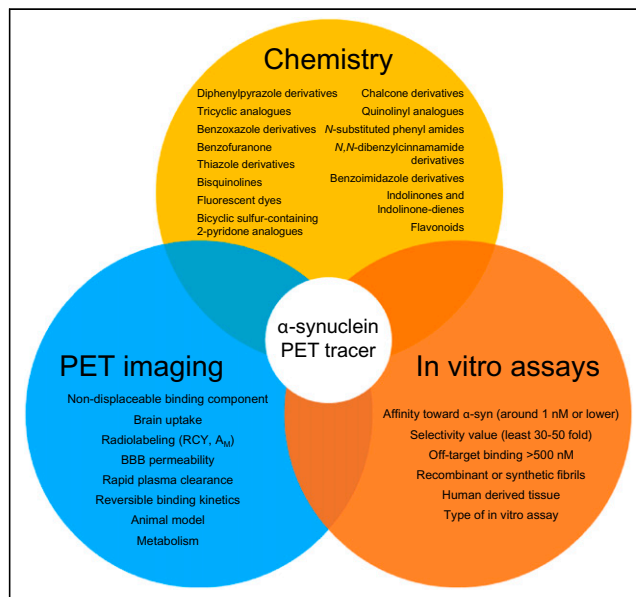 Chemistry
Diphenylpyrazole derivatives
Tricyclic analogues
Benzoxazole derivatives
Benzofuranone
Thiazole derivatives
Bisquinolines
Fluorescent dyes
Bicyclic sulfur-containing
2-pyridone analogues
Chalcone derivatives
Quinolinyl analogues
N-substituted phenyl amides
N,N-dibenzylcinnamamide
derivatives
Benzoimidazole derivatives
Indolinones and
Indolinone-dienes
Flavonoids
α-synuclein
PET tracer
PET imaging
Non-displaceable binding component
Brain uptake
Radiolabeling (RCY, AM)
BBB permeability
Rapid plasma clearance
Reversible binding kinetics
Animal model
Metabolism
In vitro assays
Affinity toward α-syn (around 1 nM or lower)
Selectivity value (least 30-50 fold)
Off-target binding >500 nM
Recombinant or synthetic fibrils
Human derived tissue
Type of in vitro assay